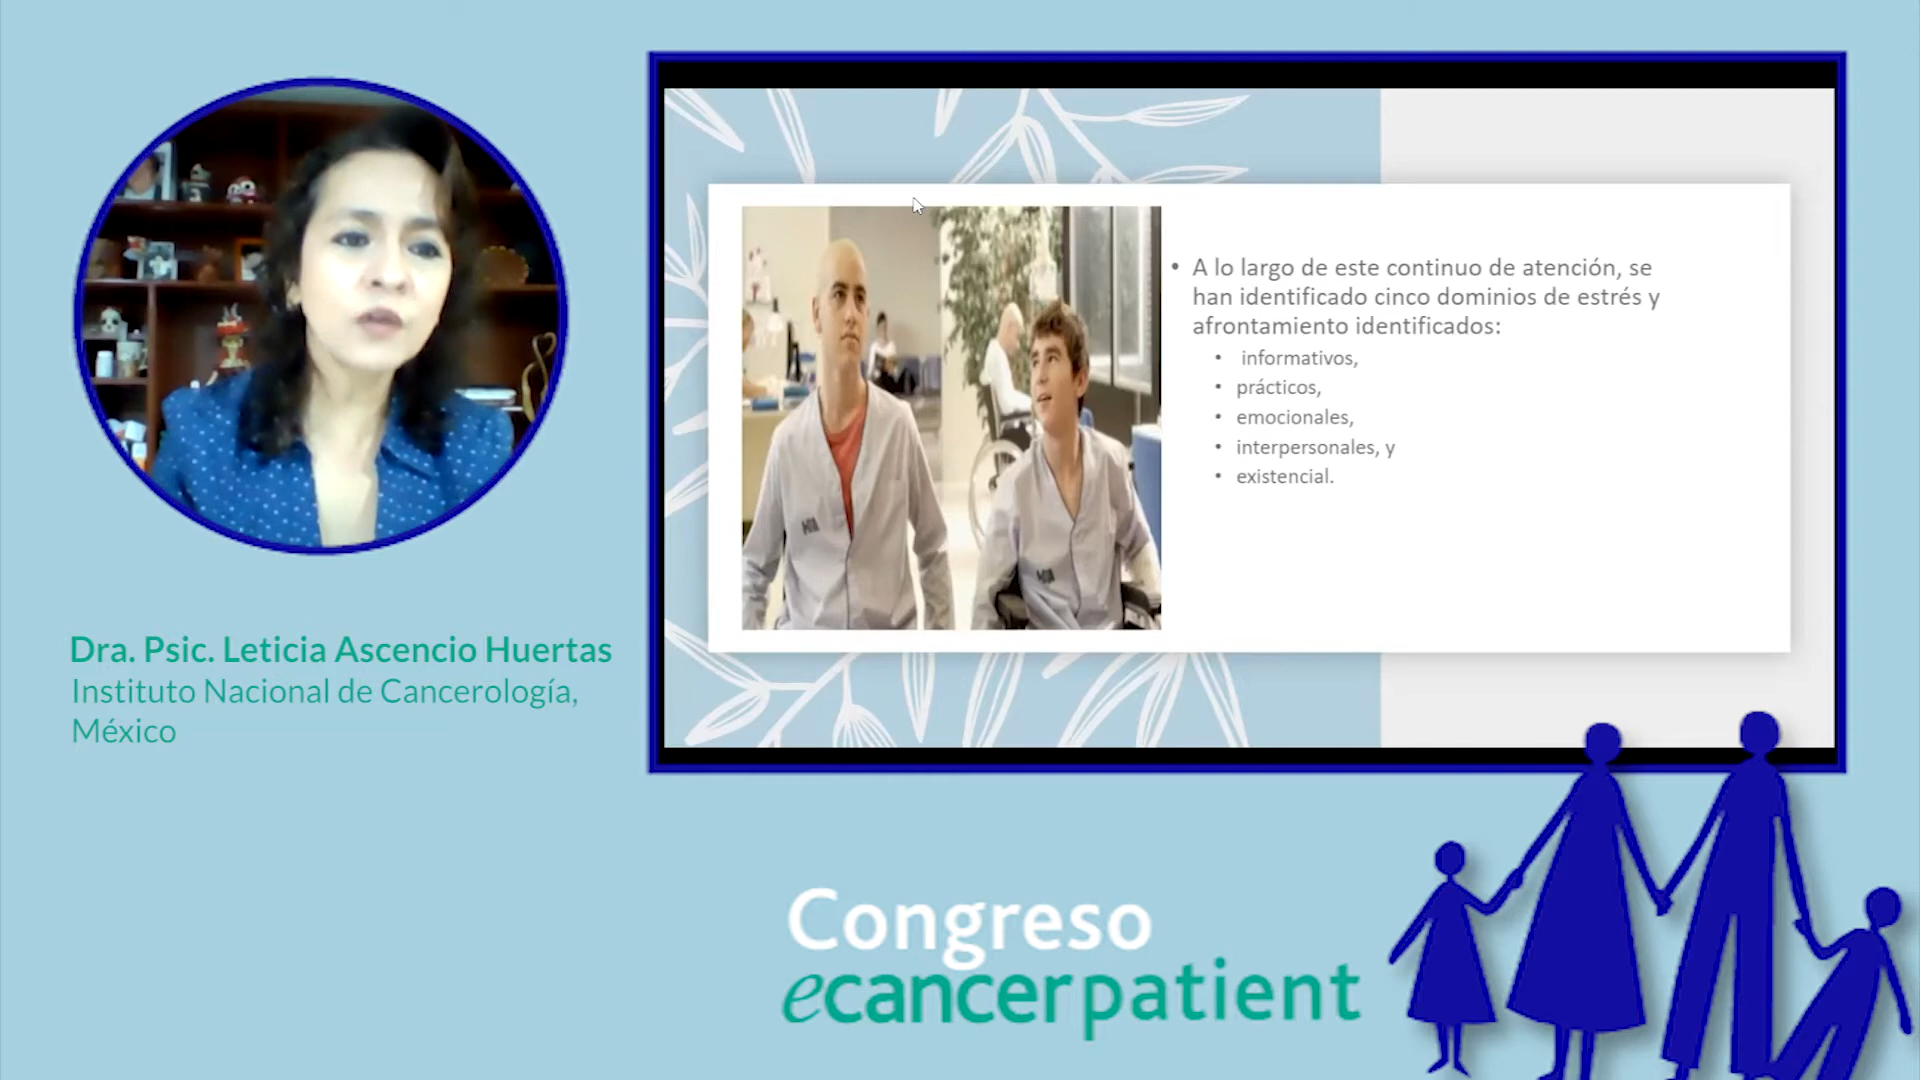 Dra. Psic. Leticia Ascencio Huertas
Instituto Nacional de Cancerología,
México
• A lo largo de este continuo de atención, se
han identificado cinco dominios de estrés y
afrontamiento identificados:
• informativos,
• prácticos,
• emocionales,
• interpersonales, y
• existencial.
Congreso
ecancerpatient